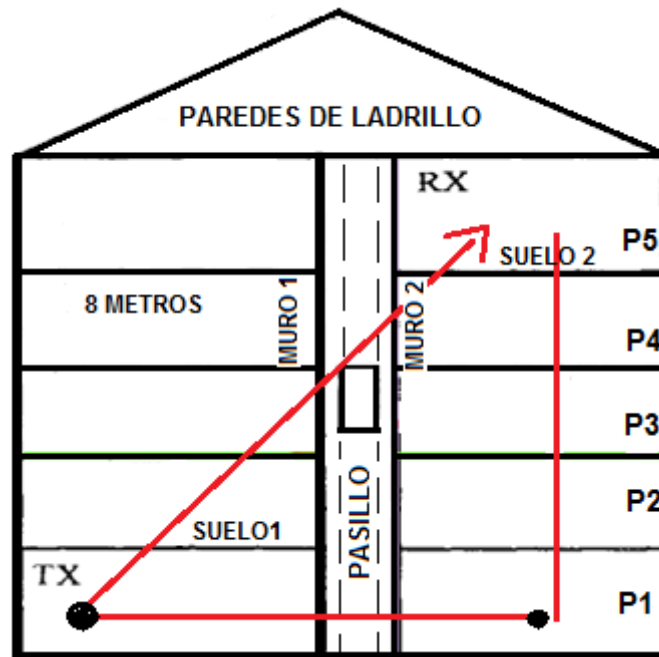 PAREDES DE LADRILLO
RX
P5
SUELO 2
8 METROS
MURO 1
MURO 2
P4
P3
P2
SUELO1
PASILLO
TX
P1